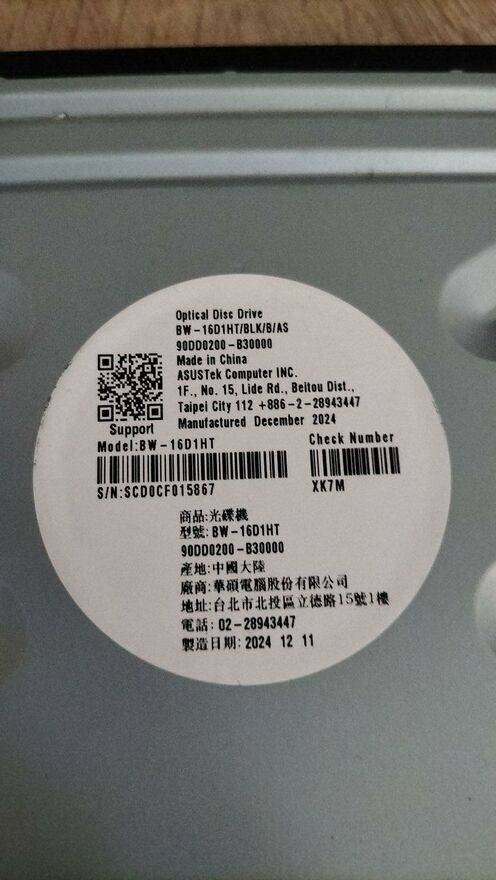 Optical Disc Drive
BW-16D1HT/BLK/B/AS
90DD0200-B30000
Made in China
ASUSTek Computer INC.
1F., No. 15, Lide Rd., Beitou Dist.,
Taipei City 112 +886-2-28943447
Manufactured December 2024
Support
Model:BW-16D1HT
Check Number
S/N:SCD0CF015867
XK7M
商品:光碟機
型號:BW-16D1HT
90DD0200-B30000
產地:中國大陸
廠商:華碩電腦股份有限公司
地址:台北市北投區立德路15號1樓
電話:02-28943447
製造日期:2024 12 11